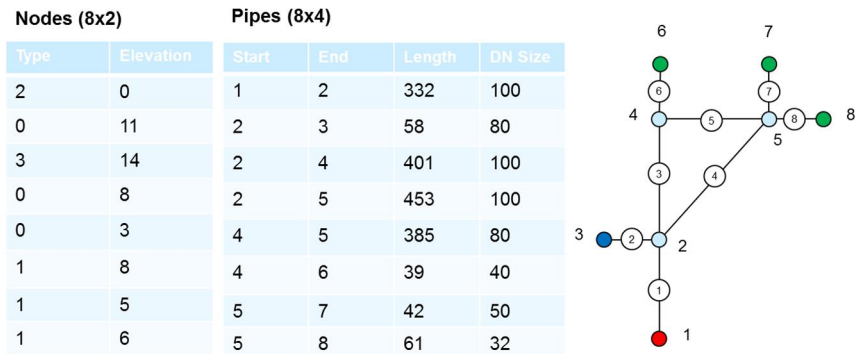 Nodes (8x2)
Type Elevation
2 0
0 11
3 14
0 8
0 3
1 8
1 5
1 6
Pipes (8x4)
Start End Length DN Size
1 2 332 100
2 3 58 80
2 4 401 100
2 5 453 100
4 5 385 80
4 6 39 40
5 7 42 50
5 8 61 32
6 7
6 7
4 5 8 8
5
3 4
3 2 2
1
1